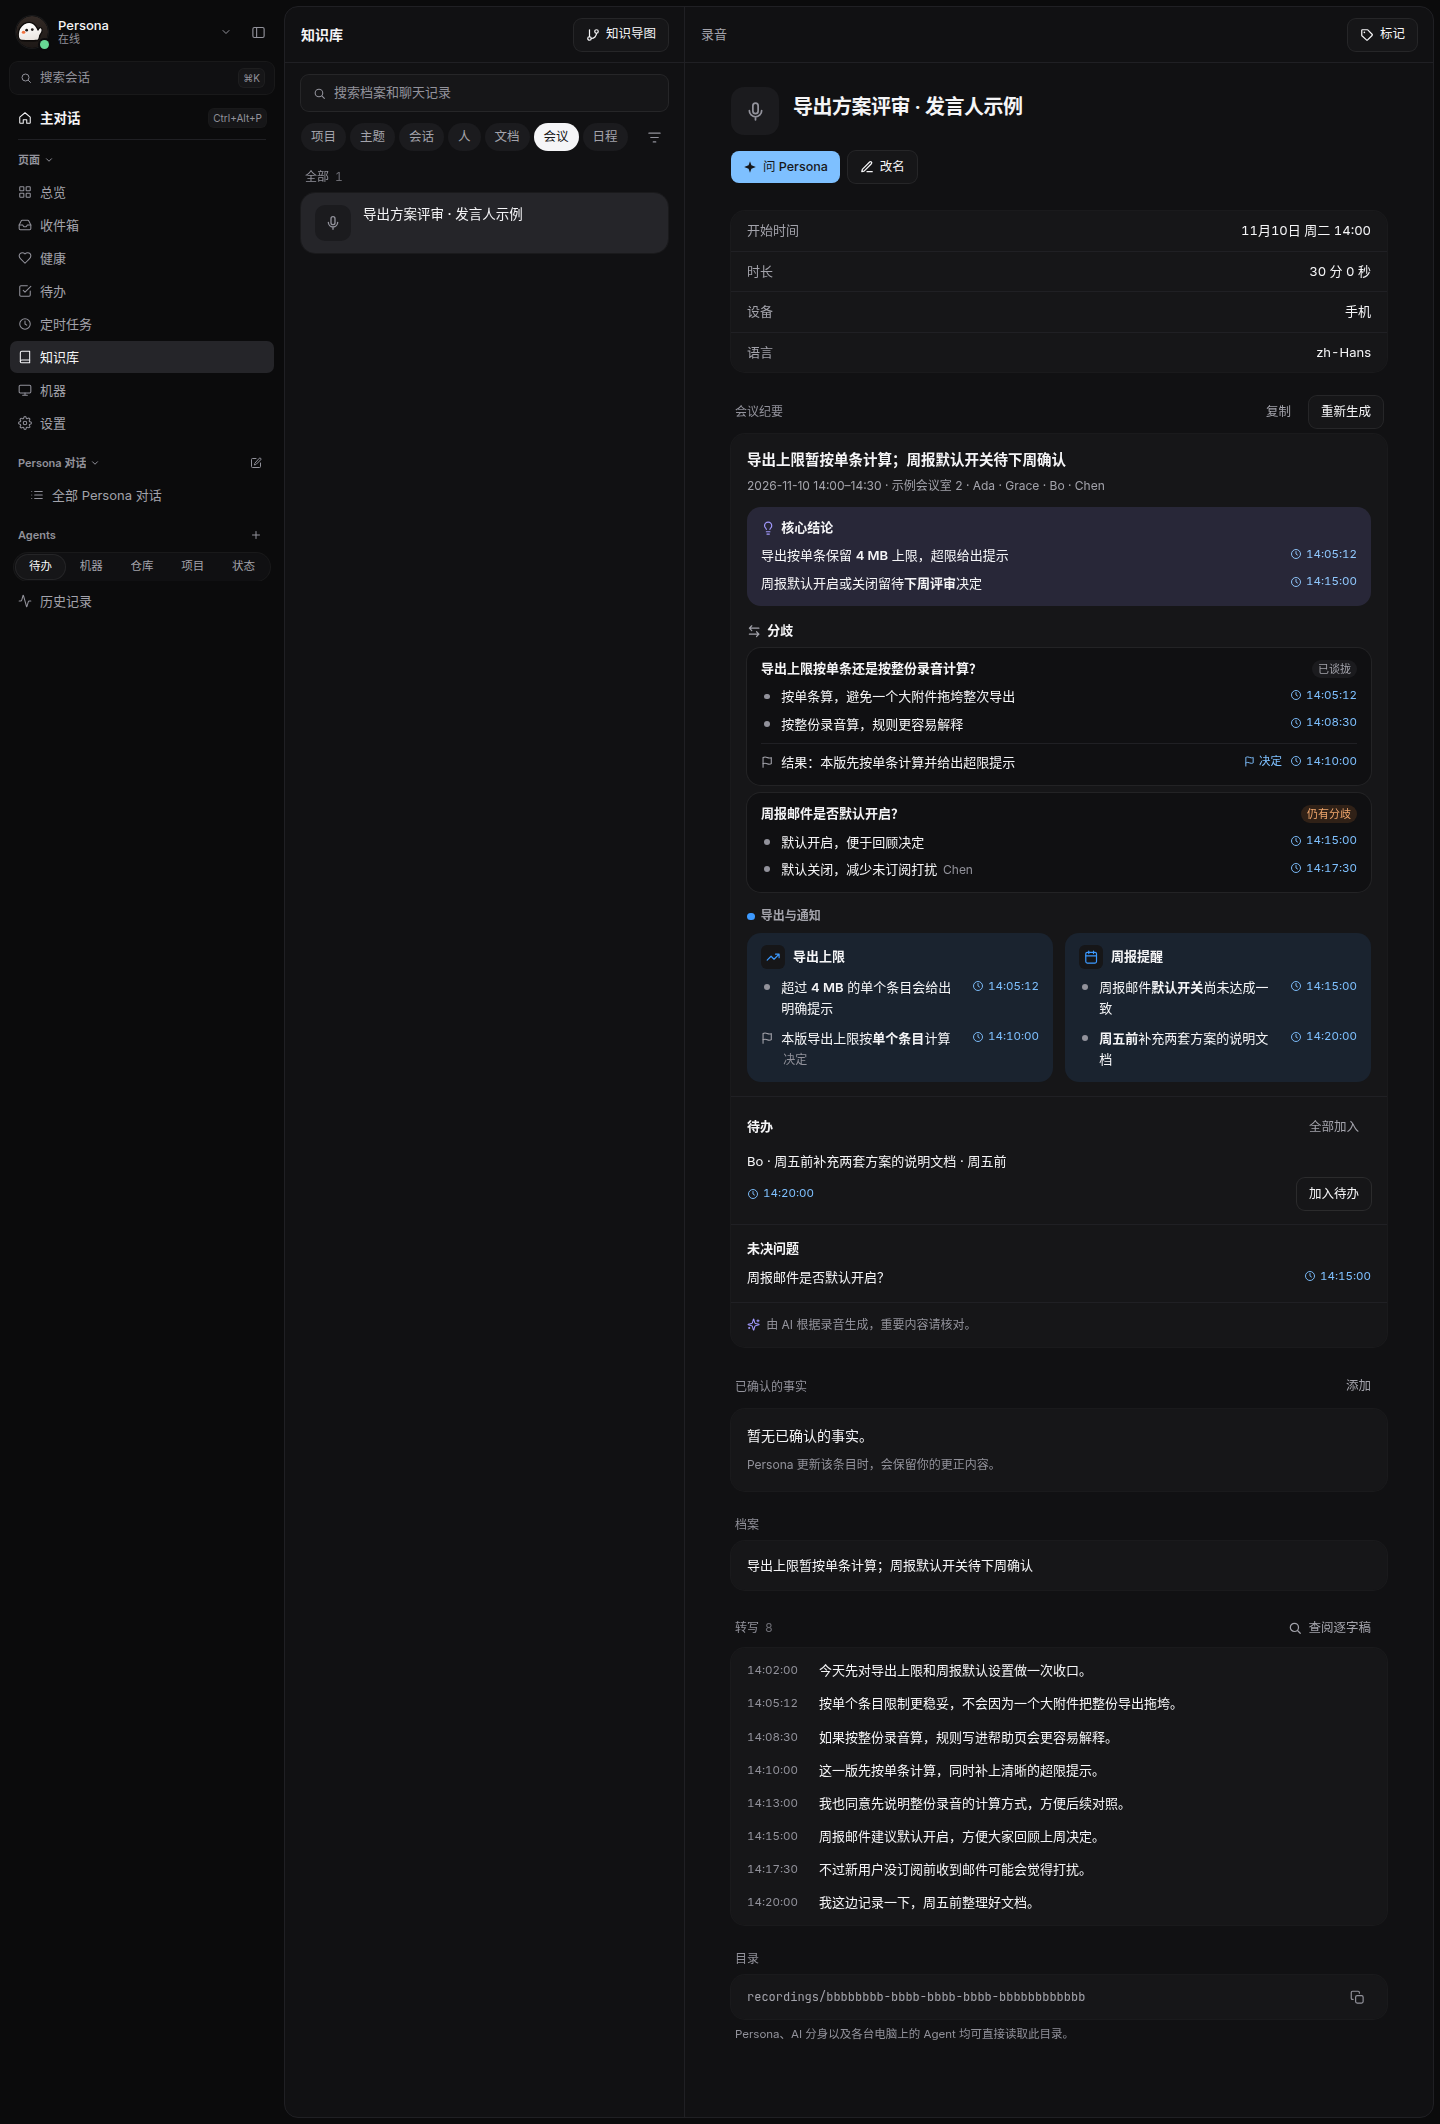 Persona
在线
搜索会话
⌘K
主对话
Ctrl+Alt+P
页面
总览
收件箱
健康
待办
定时任务
知识库
机器
设置
Persona 对话
全部 Persona 对话
Agents
待办
机器
仓库
项目
状态
历史记录
知识库
知识导图
搜索档案和聊天记录
项目
主题
会话
人
文档
会议
日程
全部 1
导出方案评审 · 发言人示例
录音
标记
导出方案评审 · 发言人示例
问 Persona
改名
开始时间
11月10日 周二 14:00
时长
30 分 0 秒
设备
手机
语言
zh-Hans
会议纪要
复制
重新生成
导出上限暂按单条计算；周报默认开关待下周确认
2026-11-10 14:00–14:30 · 示例会议室 2 · Ada · Grace · Bo · Chen
核心结论
导出按单条保留 4 MB 上限，超限给出提示
14:05:12
周报默认开启或关闭留待下周评审决定
14:15:00
分歧
导出上限按单条还是按整份录音计算？
已谈拢
按单条算，避免一个大附件拖垮整次导出
14:05:12
按整份录音算，规则更容易解释
14:08:30
结果：本版先按单条计算并给出超限提示
决定
14:10:00
周报邮件是否默认开启？
仍有分歧
默认开启，便于回顾决定
14:15:00
默认关闭，减少未订阅打扰 Chen
14:17:30
导出与通知
导出上限
超过 4 MB 的单个条目会给出
明确提示
14:05:12
本版导出上限按单个条目计算
决定
14:10:00
周报提醒
周报邮件默认开关尚未达成一
致
14:15:00
周五前补充两套方案的说明文
档
14:20:00
待办
全部加入
Bo · 周五前补充两套方案的说明文档 · 周五前
14:20:00
加入待办
未决问题
周报邮件是否默认开启？
14:15:00
由 AI 根据录音生成，重要内容请核对。
已确认的事实
添加
暂无已确认的事实。
Persona 更新该条目时，会保留你的更正内容。
档案
导出上限暂按单条计算；周报默认开关待下周确认
转写 8
查阅逐字稿
14:02:00 今天先对导出上限和周报默认设置做一次收口。
14:05:12 按单个条目限制更稳妥，不会因为一个大附件把整份导出拖垮。
14:08:30 如果按整份录音算，规则写进帮助页会更容易解释。
14:10:00 这一版先按单条计算，同时补上清晰的超限提示。
14:13:00 我也同意先说明整份录音的计算方式，方便后续对照。
14:15:00 周报邮件建议默认开启，方便大家回顾上周决定。
14:17:30 不过新用户没订阅前收到邮件可能会觉得打扰。
14:20:00 我这边记录一下，周五前整理好文档。
目录
recordings/bbbbbbbb-bbbb-bbbb-bbbb-bbbbbbbbbbbb
Persona、AI 分身以及各台电脑上的 Agent 均可直接读取此目录。